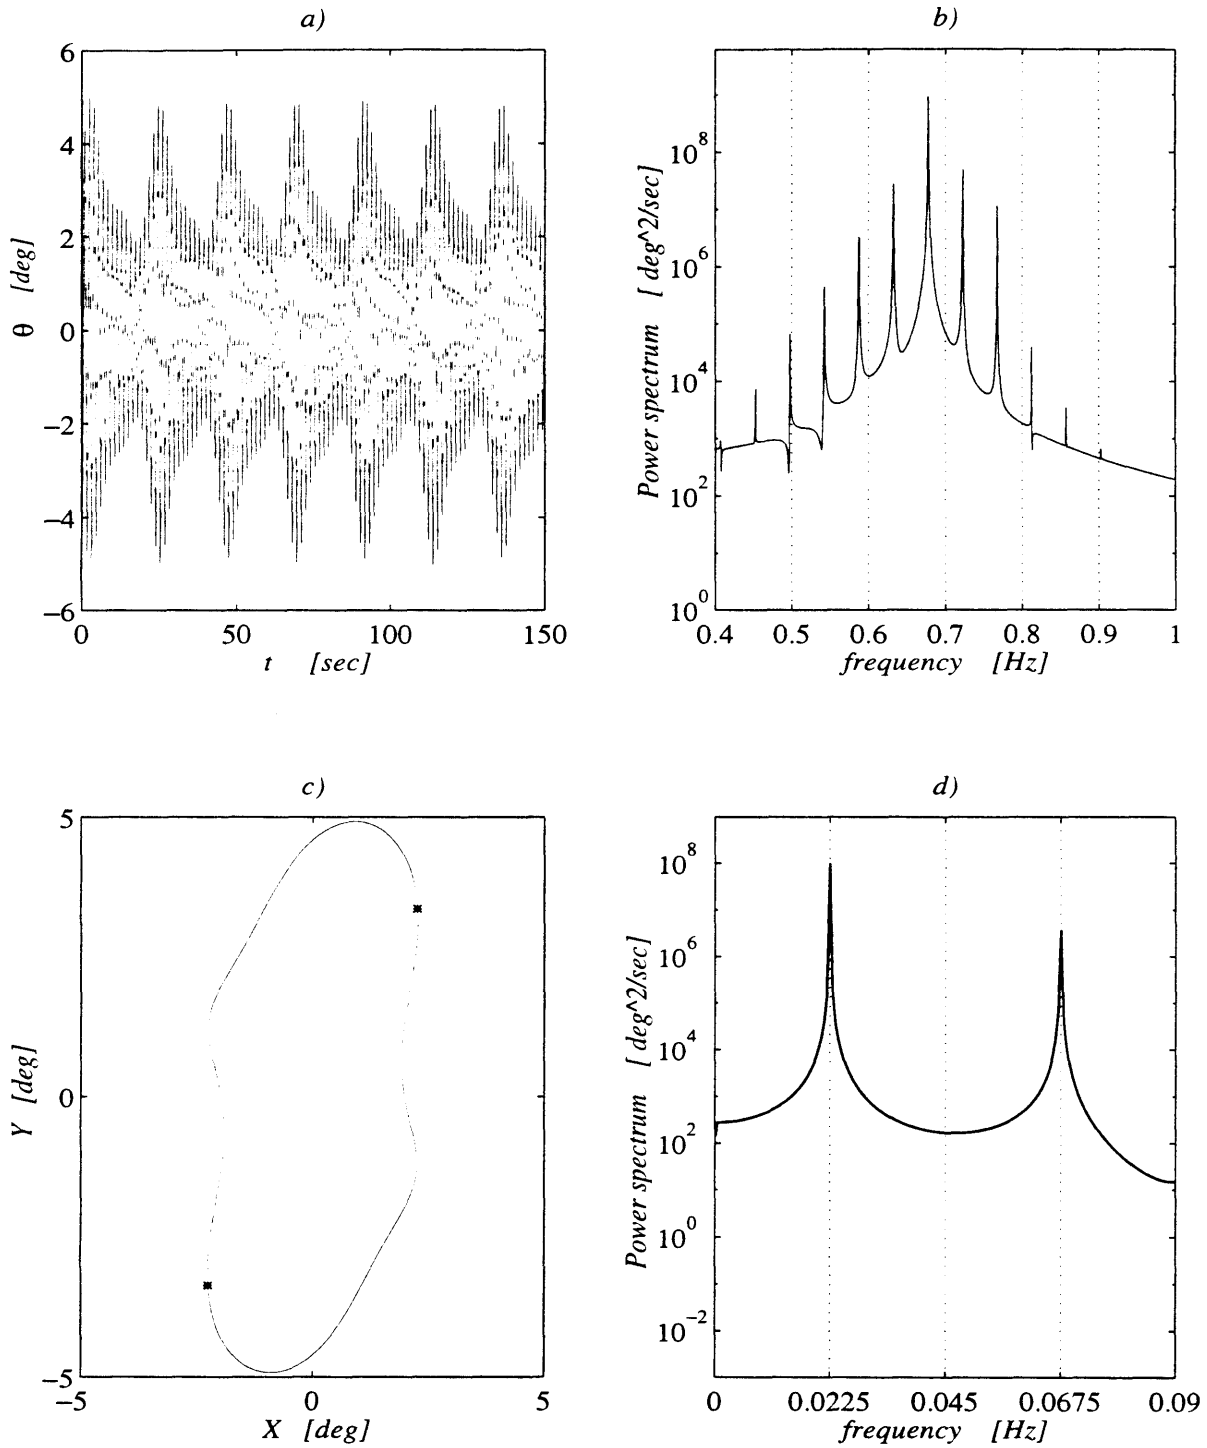 a)
6
4
2
0
−2
−4
−6
θ [deg]
0 50 100 150
t [sec]
b)
10^8
10^6
10^4
10^2
10^0
Power spectrum [ deg^2/sec]
0.4 0.5 0.6 0.7 0.8 0.9 1
frequency [Hz]
c)
5
0
−5
Y [deg]
−5 0 5
X [deg]
d)
10^8
10^6
10^4
10^2
10^0
10^−2
Power spectrum [ deg^2/sec]
0 0.0225 0.045 0.0675 0.09
frequency [Hz]